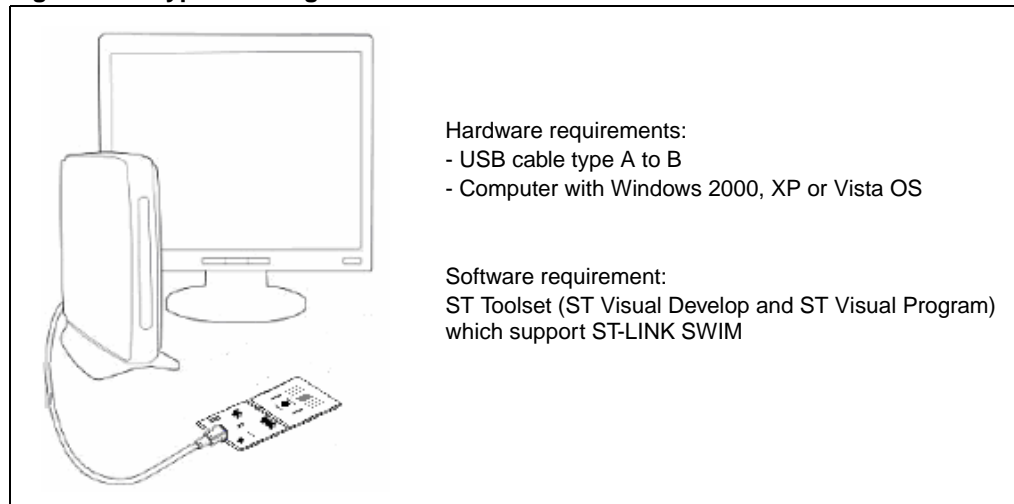 Hardware requirements:
- USB cable type A to B
- Computer with Windows 2000, XP or Vista OS
Software requirement:
ST Toolset (ST Visual Develop and ST Visual Program)
which support ST-LINK SWIM